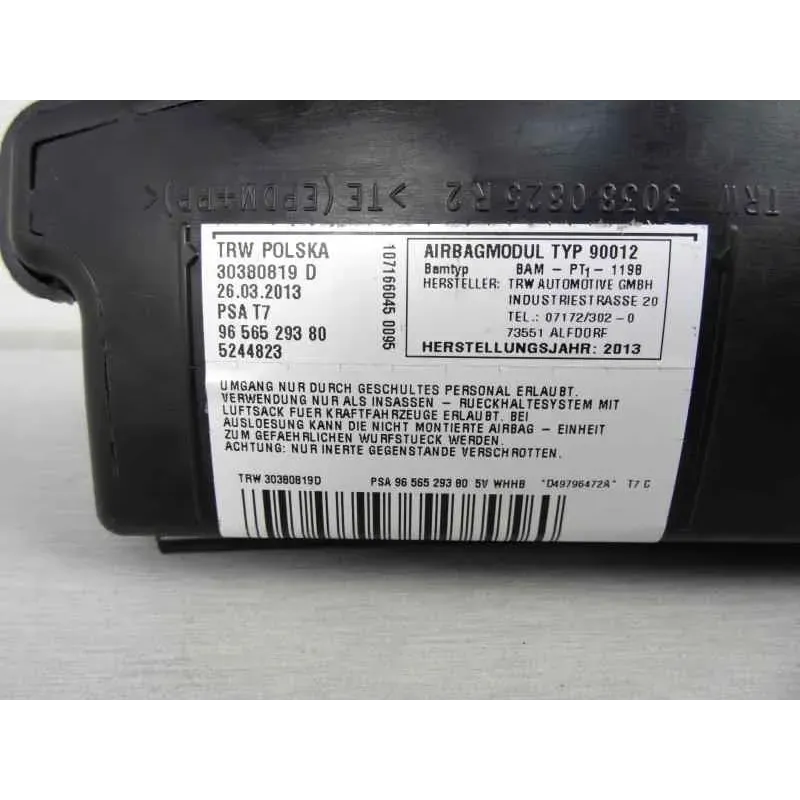 TRW 3038 0825 R2 >TE (EPDM+PP)<
TRW POLSKA
30380819 D
26.03.2013
PSA T7
96 565 293 80
5244823
107166045 0095
AIRBAGMODUL TYP 90012
Bamtyp BAM - PT1 - 1198
HERSTELLER: TRW AUTOMOTIVE GMBH
INDUSTRIESTRASSE 20
TEL.: 07172/302-0
73551 ALFDORF
HERSTELLUNGSJAHR: 2013
UMGANG NUR DURCH GESCHULTES PERSONAL ERLAUBT.
VERWENDUNG NUR ALS INSASSEN - RUECKHALTESYSTEM MIT
LUFTSACK FUER KRAFTFAHRZEUGE ERLAUBT. BEI
AUSLOESUNG KANN DIE NICHT MONTIERTE AIRBAG - EINHEIT
ZUM GEFAEHRLICHEN WURFSTUECK WERDEN.
ACHTUNG: NUR INERTE GEGENSTANDE VERSCHROTTEN.
TRW 30380819D PSA 96 565 293 80 5V WHHB *D49796472A* T7 C